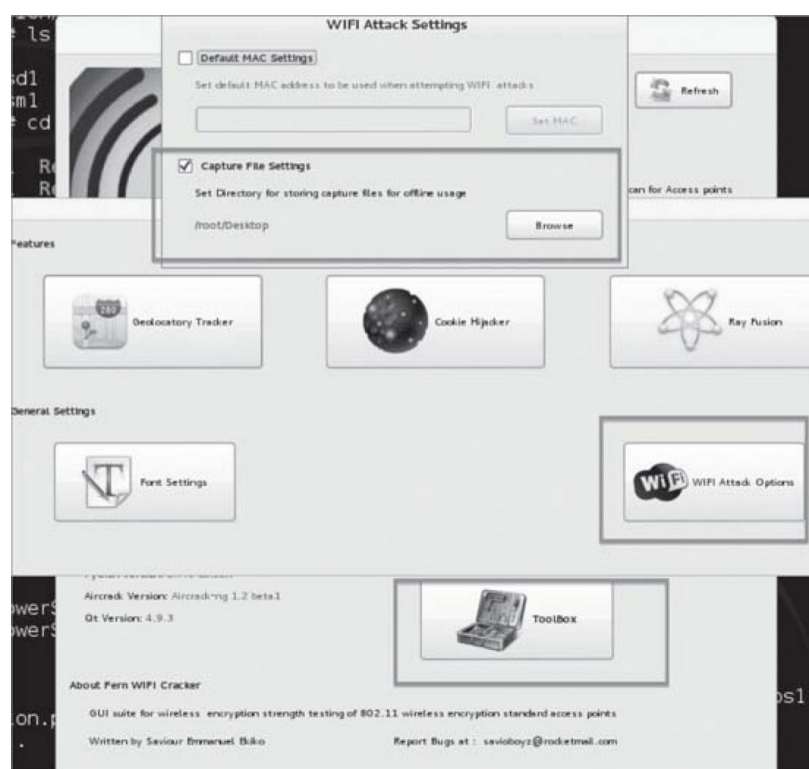 WIFI Attack Settings
ls
Default MAC Settings
Set default MAC address to be used when attempting WIFI attacks
sd1
sm1
Refresh
Set MAC
cd
Capture File Settings
Set Directory for storing capture files for offline usage
can for Access points
/root/Desktop
Browse
Features
Geolocatory Tracker
Cookie Hijacker
Ray Fusion
General Settings
Font Settings
WiFi
WIFI Attack Options
Aircrack Version: Aircrack-ng 1.2 beta1
Qt Version: 4.9.3
ToolBox
About Fern WIFI Cracker
GUI suite for wireless encryption strength testing of 802.11 wireless encryption standard access points
Written by Saviour Emmanuel Ekiko
Report Bugs at : savioboyz@rocketmail.com